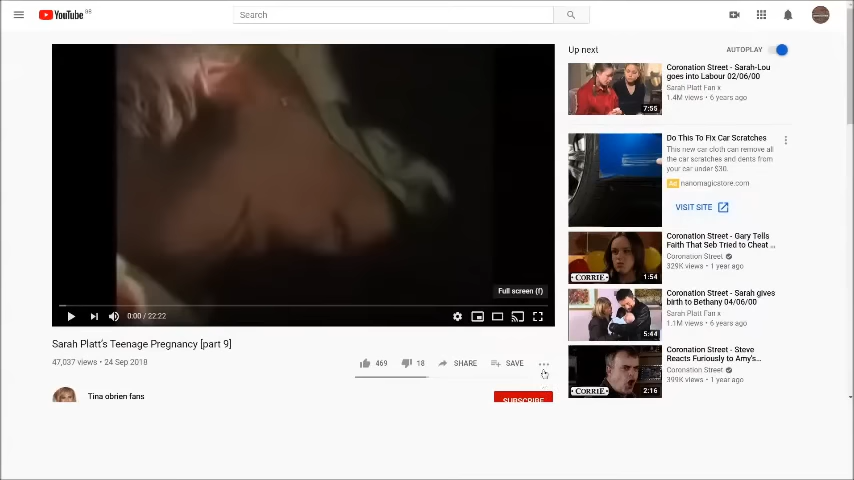 YouTube GB
Search
Full screen (f)
0:00 / 22:22
Sarah Platt's Teenage Pregnancy [part 9]
47,037 views • 24 Sep 2018
469
18
SHARE
SAVE
Tina obrien fans
SUBSCRIBE
Up next
AUTOPLAY
7:55
Coronation Street - Sarah-Lou
goes into Labour 02/06/00
Sarah Platt Fan x
1.4M views • 6 years ago
Do This To Fix Car Scratches
This new car cloth can remove all
the car scratches and dents from
your car under $30.
Ad nanomagicstore.com
VISIT SITE
CORRIE
1:54
Coronation Street - Gary Tells
Faith That Seb Tried to Cheat ...
Coronation Street
329K views • 1 year ago
5:44
Coronation Street - Sarah gives
birth to Bethany 04/06/00
Sarah Platt Fan x
1.1M views • 6 years ago
CORRIE
2:16
Coronation Street - Steve
Reacts Furiously to Amy's...
Coronation Street
399K views • 1 year ago